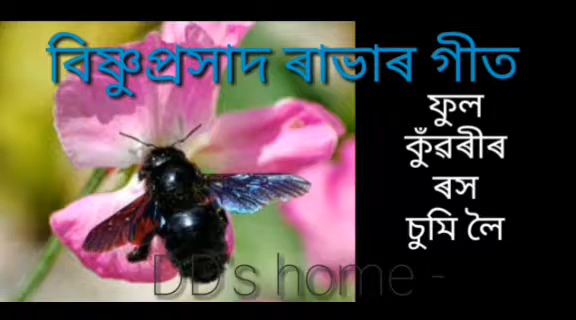 বিষ্ণুপ্ৰসাদ ৰাভাৰ গীত
ফুল
কুঁৱৰীৰ
ৰস
চুমি লৈ
DD's home -